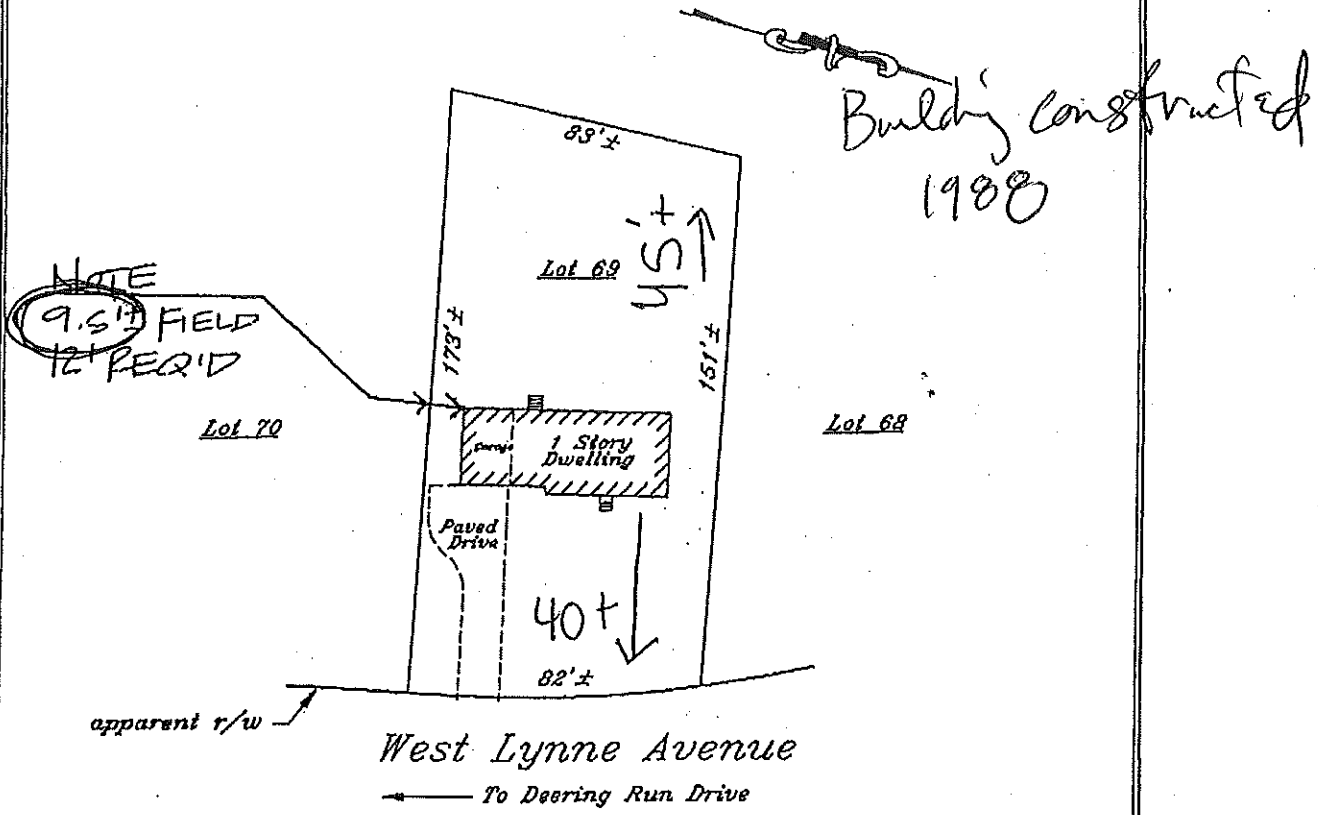 Building constructed
1988
83'±
Lot 69
45'+
NOTE
9.5'± FIELD
12' REQ'D
173'±
151'±
Lot 70
Lot 68
Garage
1 Story
Dwelling
Paved
Drive
40+
82'±
apparent r/w
West Lynne Avenue
To Deering Run Drive